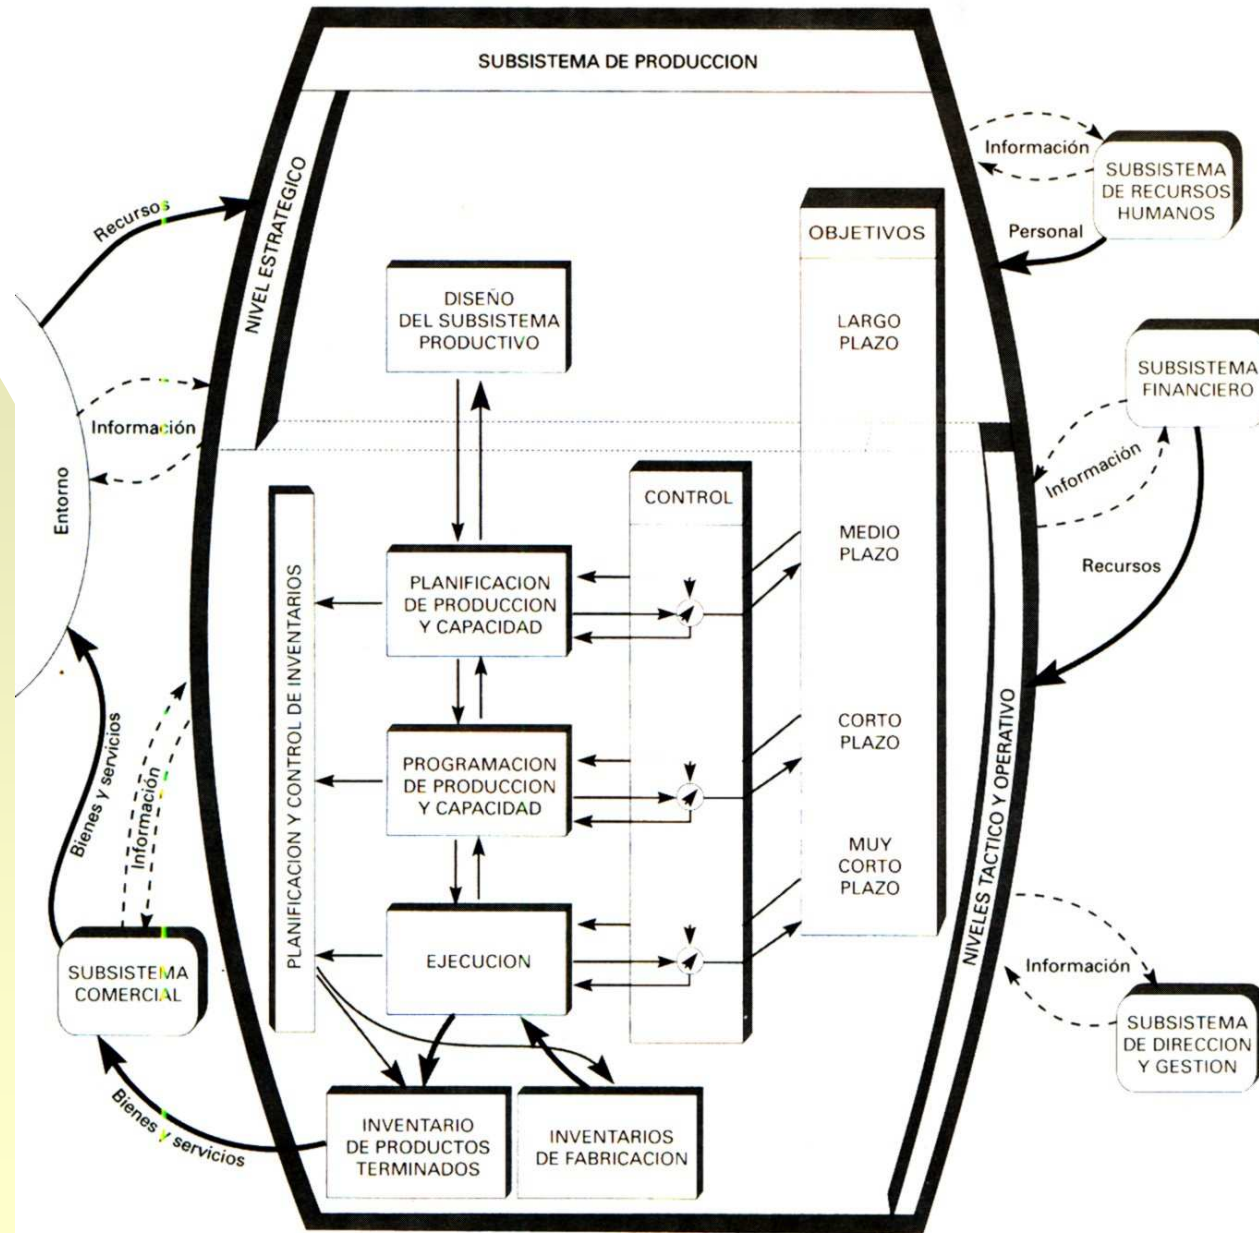 SUBSISTEMA DE PRODUCCION
NIVEL ESTRATEGICO
Recursos
Información
Entorno
Información
SUBSISTEMA
DE RECURSOS
HUMANOS
Personal
OBJETIVOS
LARGO
PLAZO
MEDIO
PLAZO
CORTO
PLAZO
MUY
CORTO
PLAZO
DISEÑO
DEL SUBSISTEMA
PRODUCTIVO
SUBSISTEMA
FINANCIERO
Información
Recursos
CONTROL
PLANIFICACION
DE PRODUCCION
Y CAPACIDAD
PLANIFICACION Y CONTROL DE INVENTARIOS
PROGRAMACION
DE PRODUCCION
Y CAPACIDAD
EJECUCION
NIVELES TACTICO Y OPERATIVO
Bienes y servicios
Información
SUBSISTEMA
COMERCIAL
Bienes y servicios
Información
SUBSISTEMA
DE DIRECCION
Y GESTION
INVENTARIO
DE PRODUCTOS
TERMINADOS
INVENTARIOS
DE FABRICACION